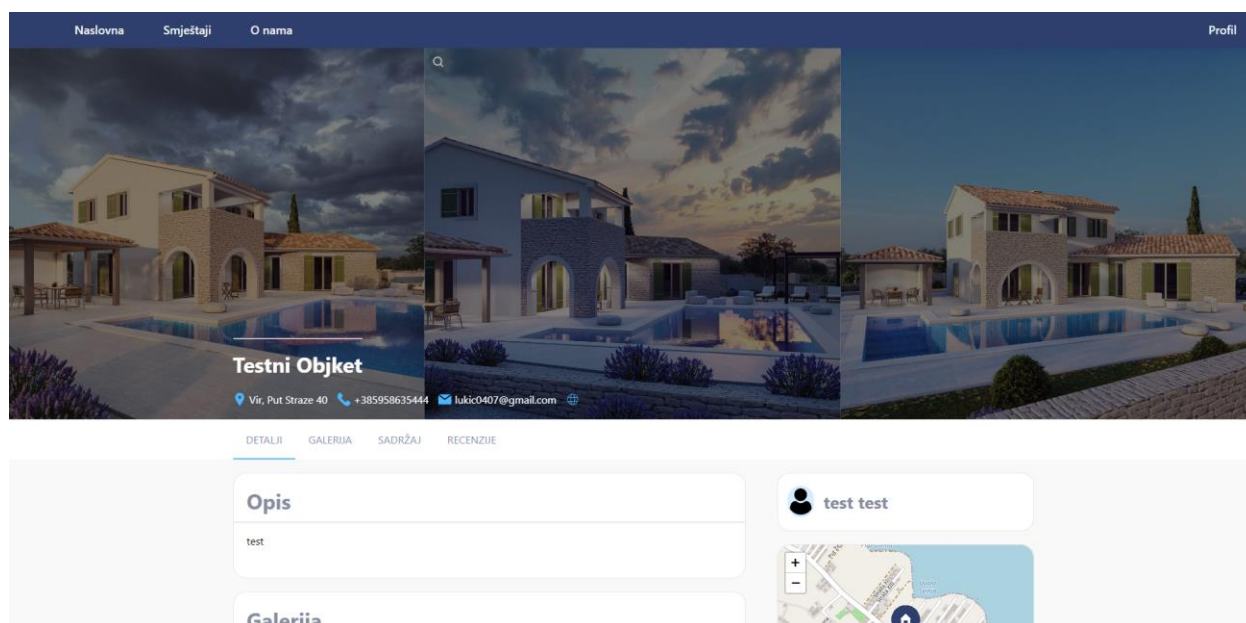 Naslovna Smještaji O nama Profil
Testni Objket
Vir, Put Straze 40 +385958635444 lukic0407@gmail.com
DETALJI GALERIJA SADRŽAJ RECENZIJE
Opis
test
test test
+
−
Galerija